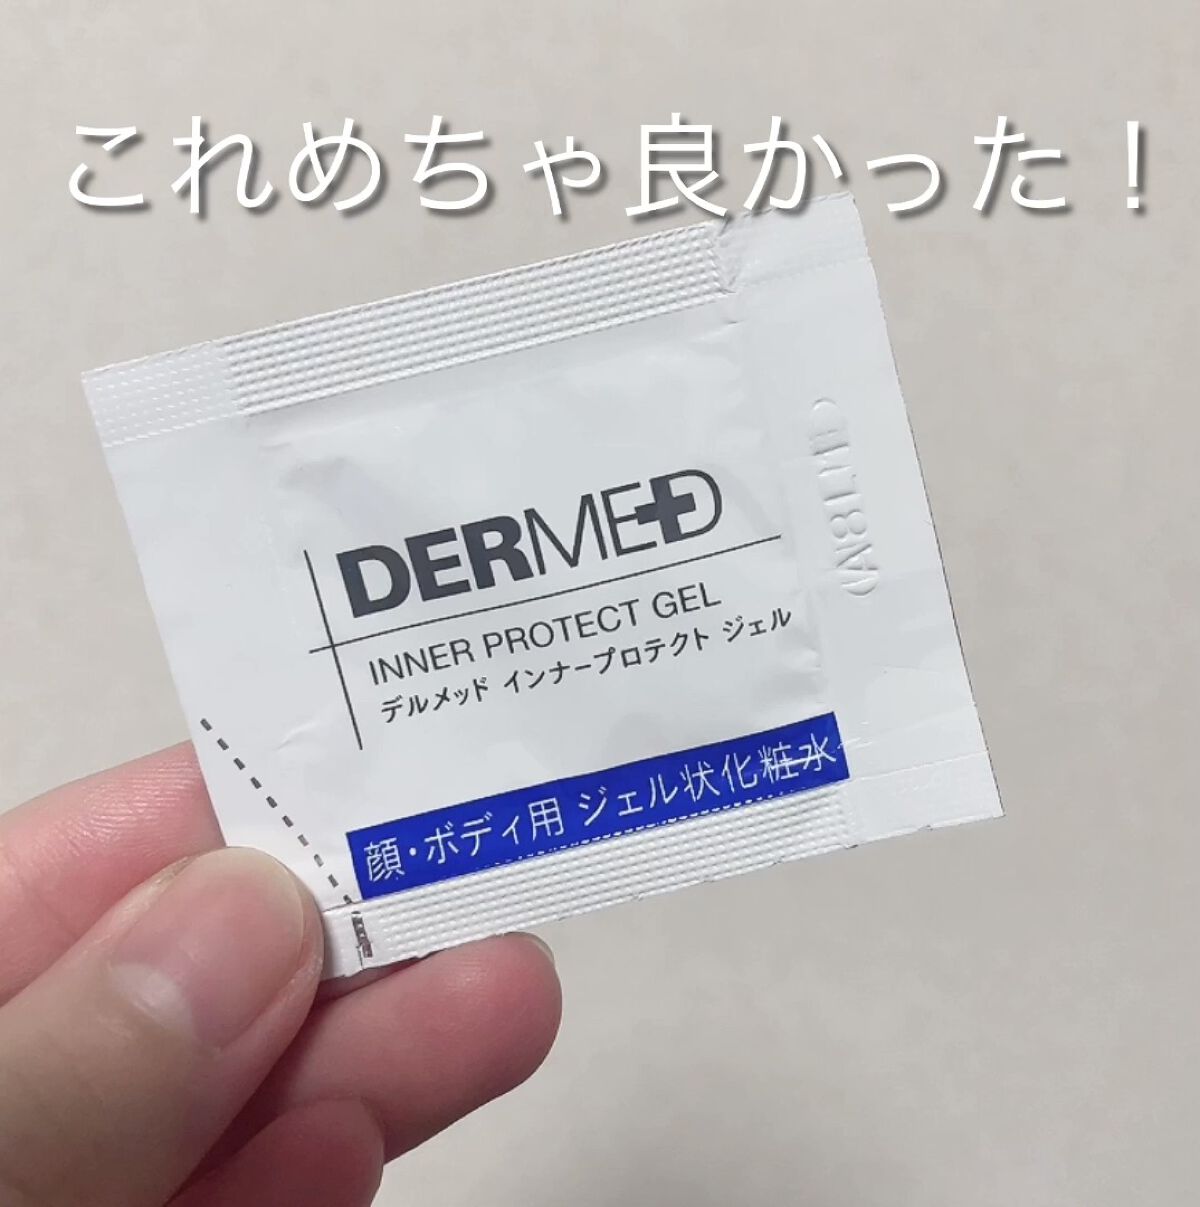 これめちゃ良かった！
DERMED
INNER PROTECT GEL
デルメッド インナープロテクト ジェル
顔・ボディ用 ジェル状化粧水